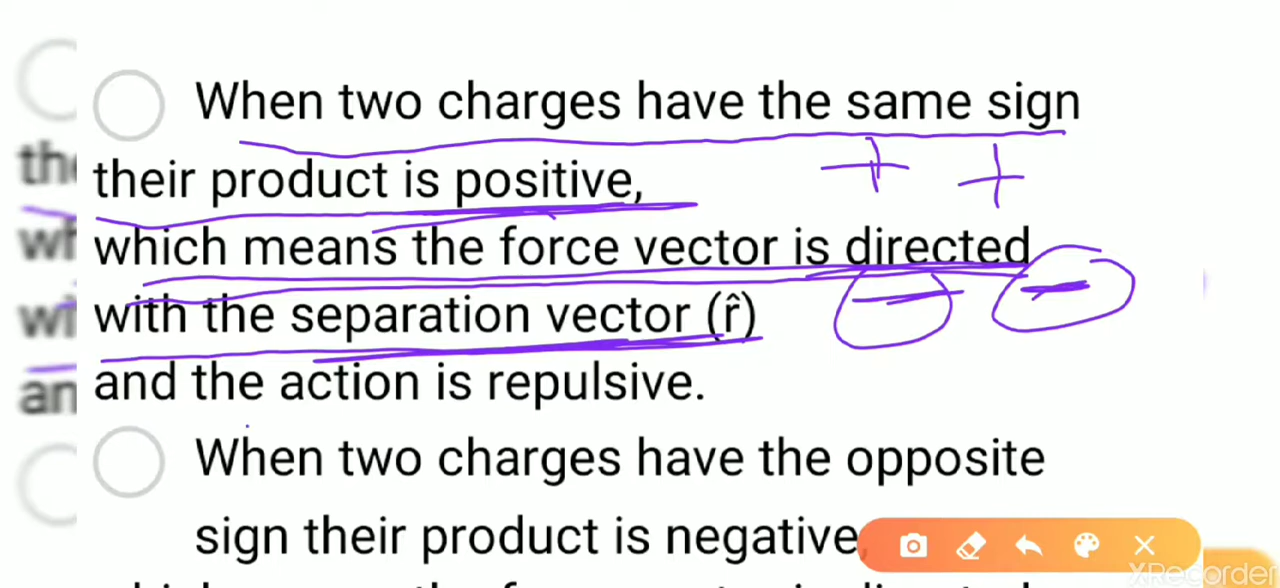 When two charges have the same sign
their product is positive,
+ +
which means the force vector is directed
with the separation vector (r̂)
− −
and the action is repulsive.
When two charges have the opposite
sign their product is negative,
XRecorder